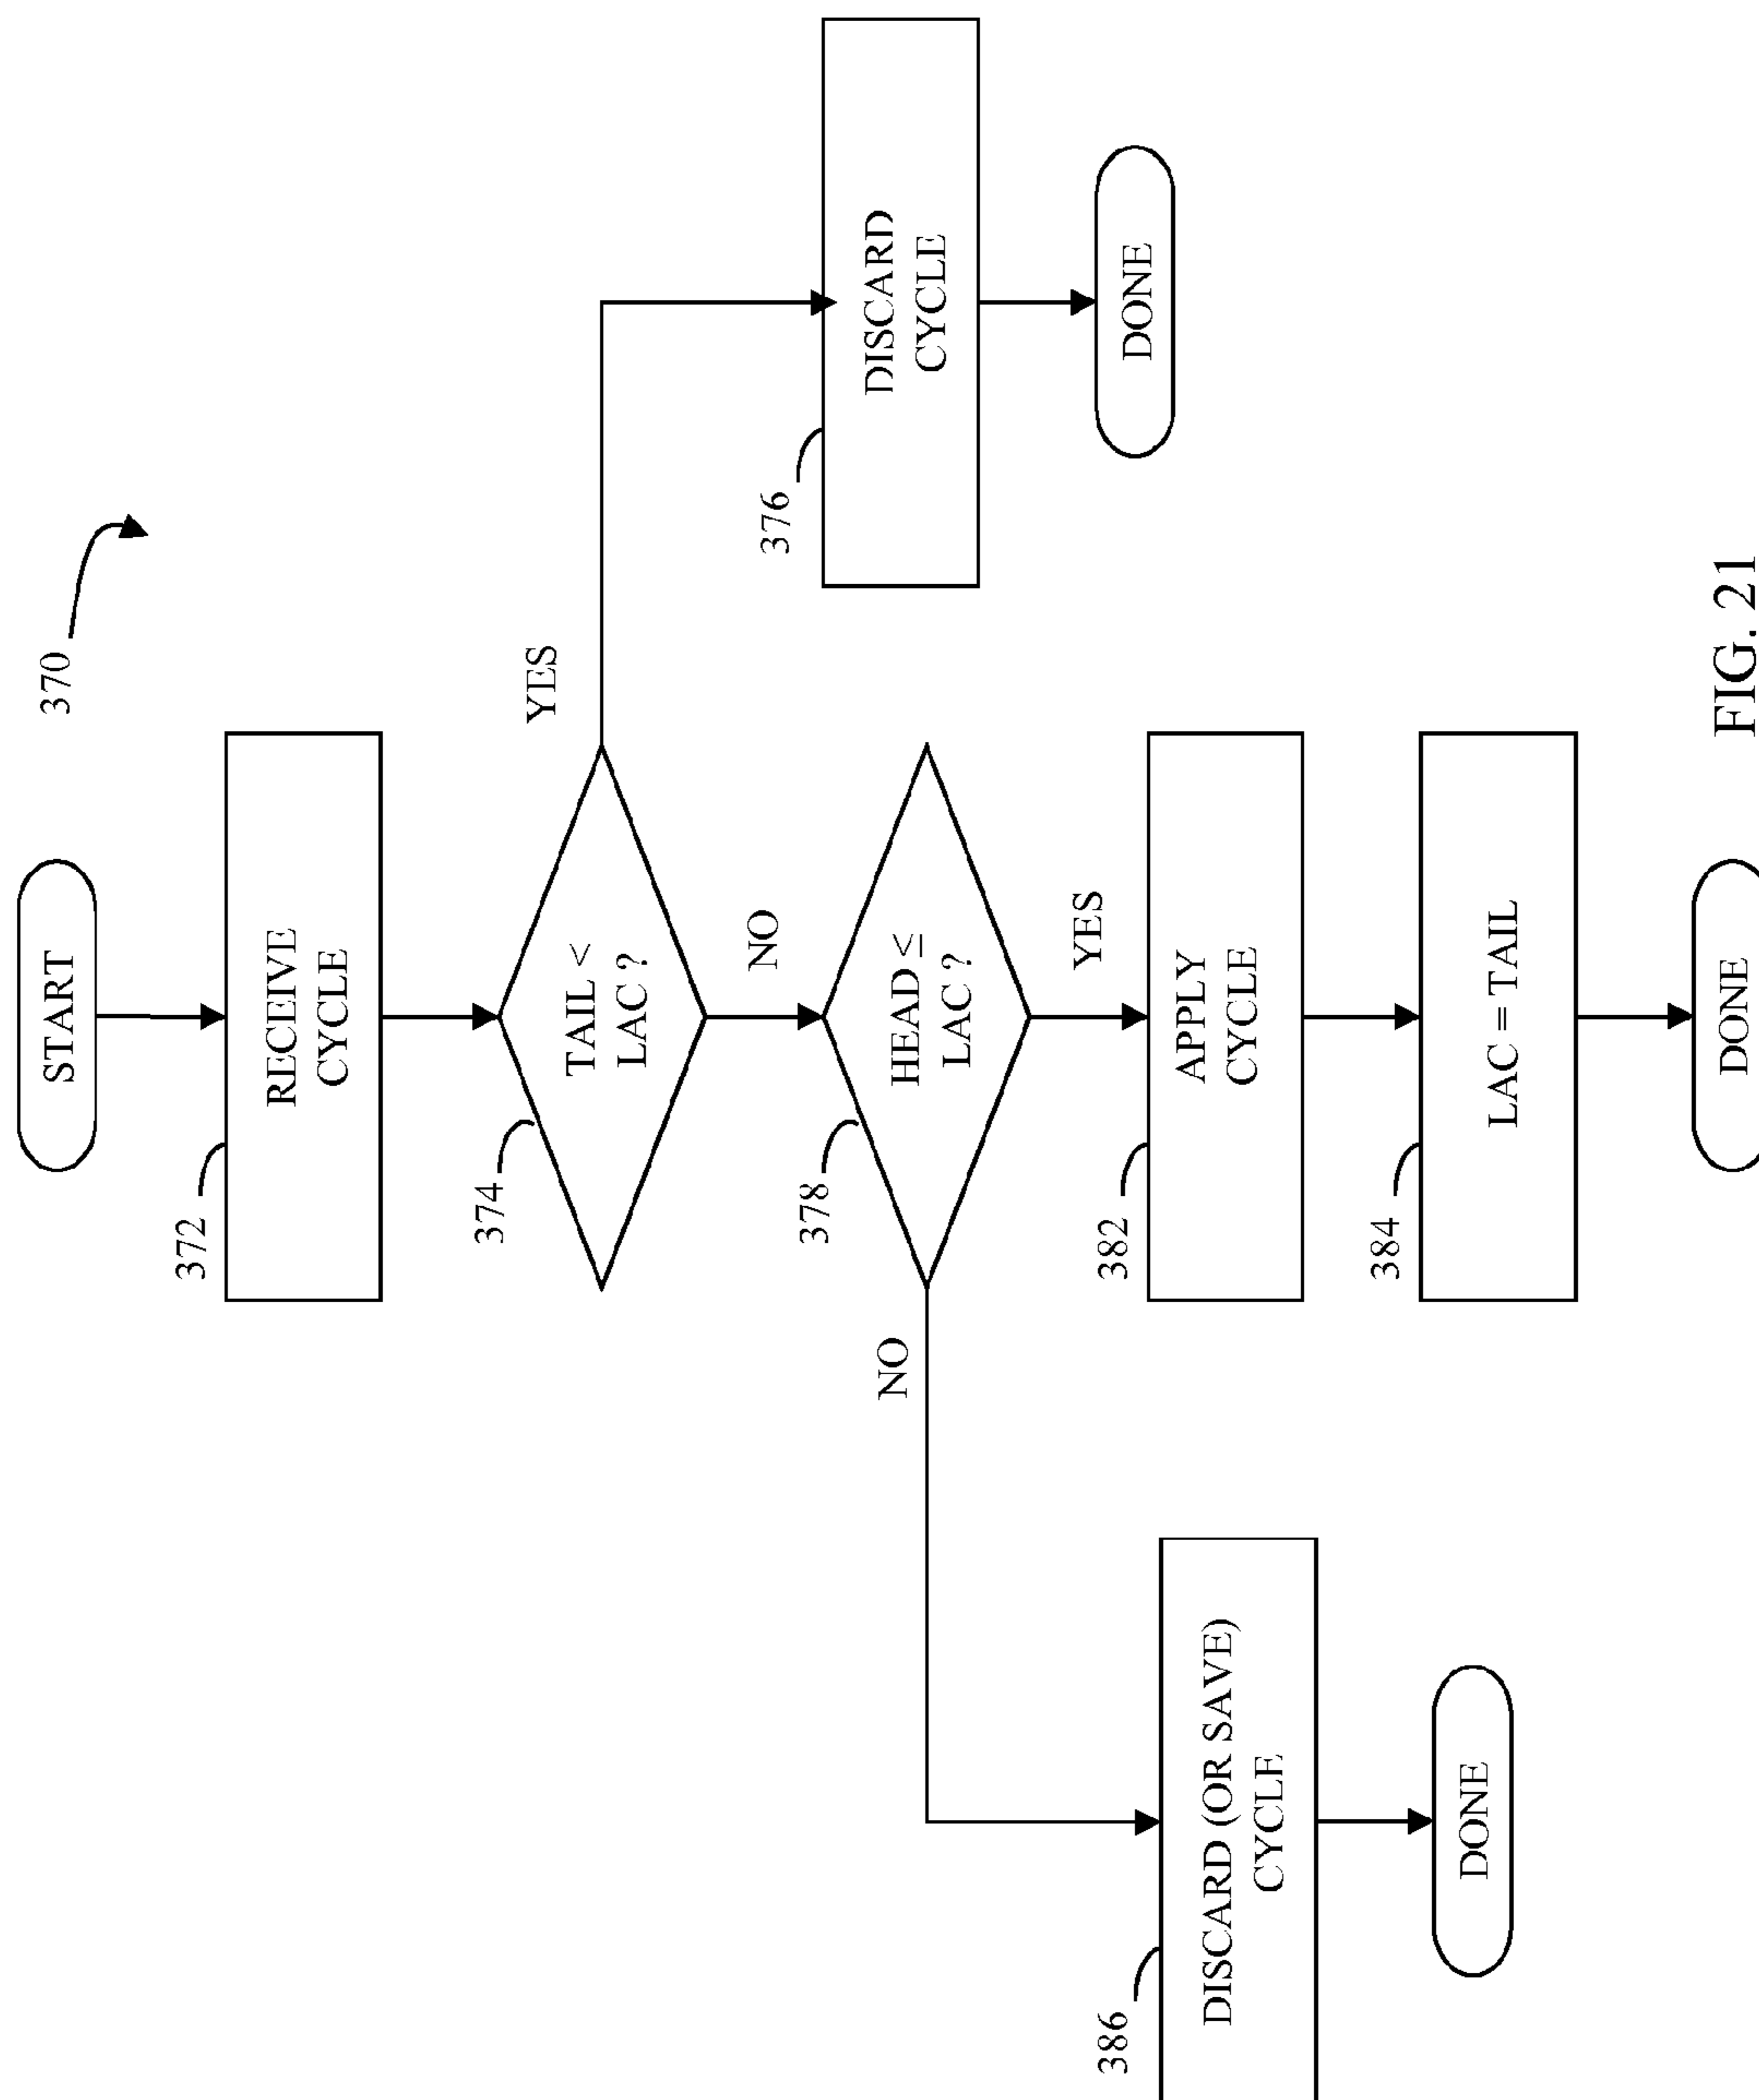 370
START
372
RECEIVE
CYCLE
374
TAIL <
LAC ?
YES
NO
376
DISCARD
CYCLE
DONE
378
HEAD ≤
LAC ?
NO
YES
382
APPLY
CYCLE
384
LAC = TAIL
DONE
386
DISCARD (OR SAVE)
CYCLE
DONE
FIG. 21